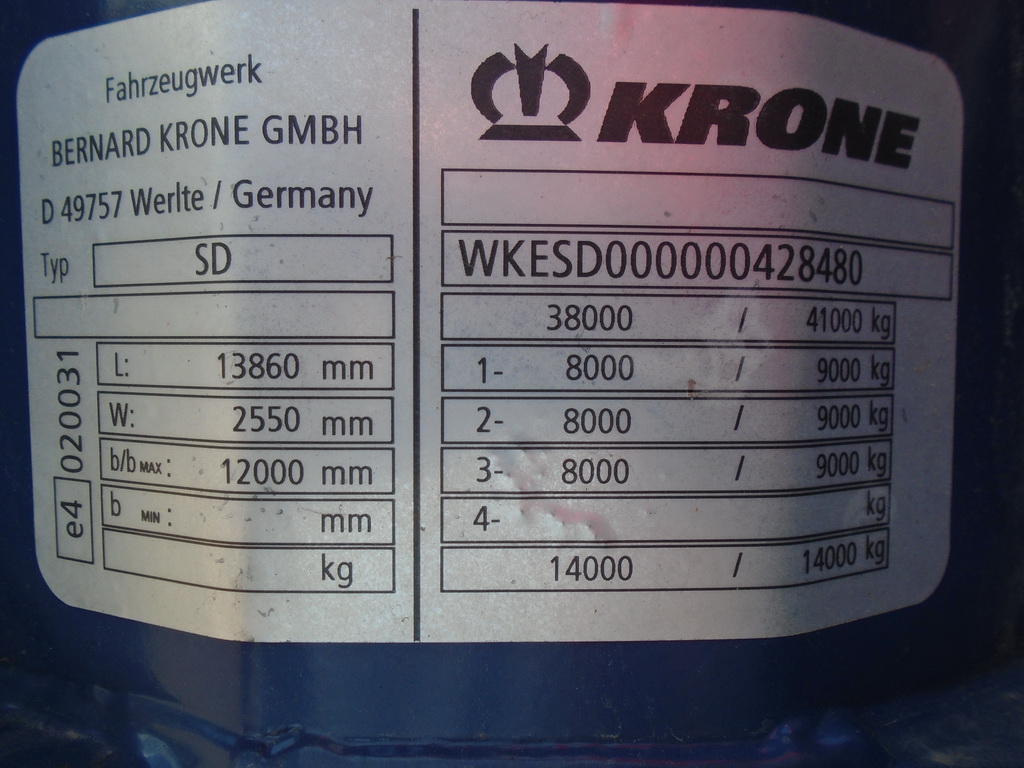 Fahrzeugwerk
BERNARD KRONE GMBH
D 49757 Werlte / Germany
Typ SD
L: 13860 mm
W: 2550 mm
b/b MAX: 12000 mm
b MIN: mm
kg
e4 020031
KRONE
WKESD000000428480
38000 / 41000 kg
1- 8000 / 9000 kg
2- 8000 / 9000 kg
3- 8000 / 9000 kg
4- kg
14000 / 14000 kg